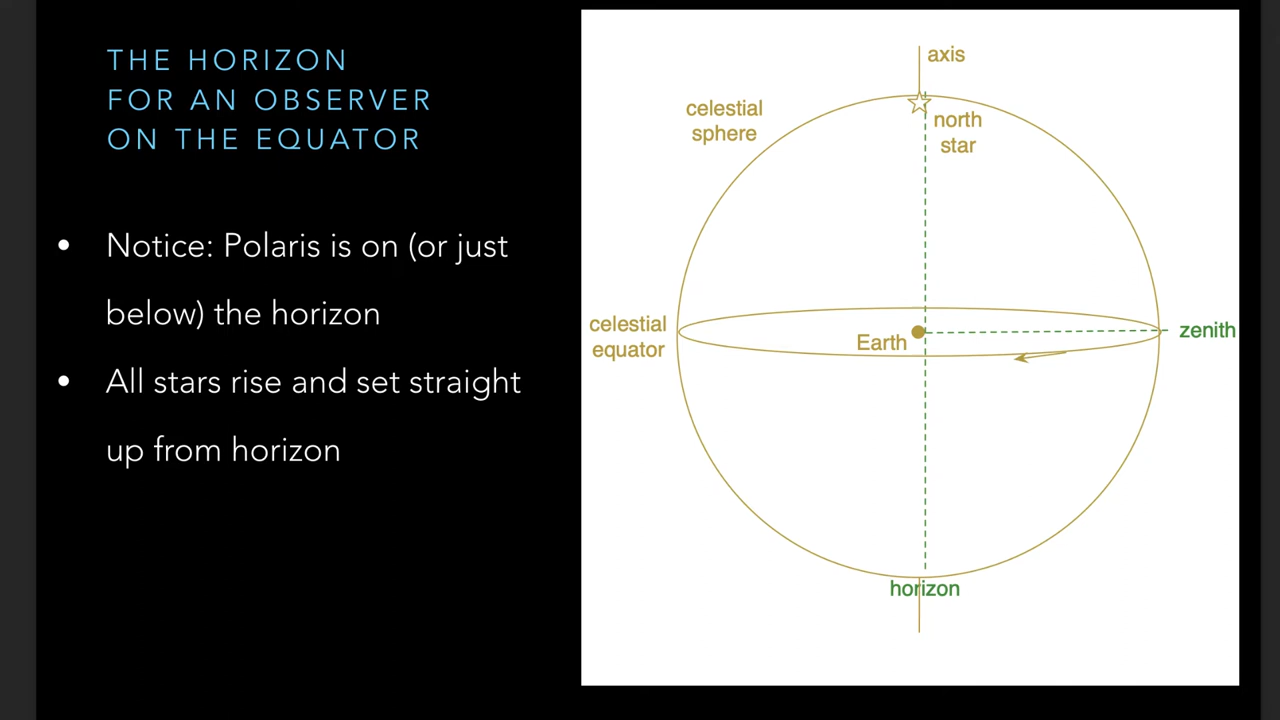 THE HORIZON
FOR AN OBSERVER
ON THE EQUATOR
• Notice: Polaris is on (or just
below) the horizon
• All stars rise and set straight
up from horizon
axis
celestial
sphere
north
star
celestial
equator
Earth
zenith
horizon